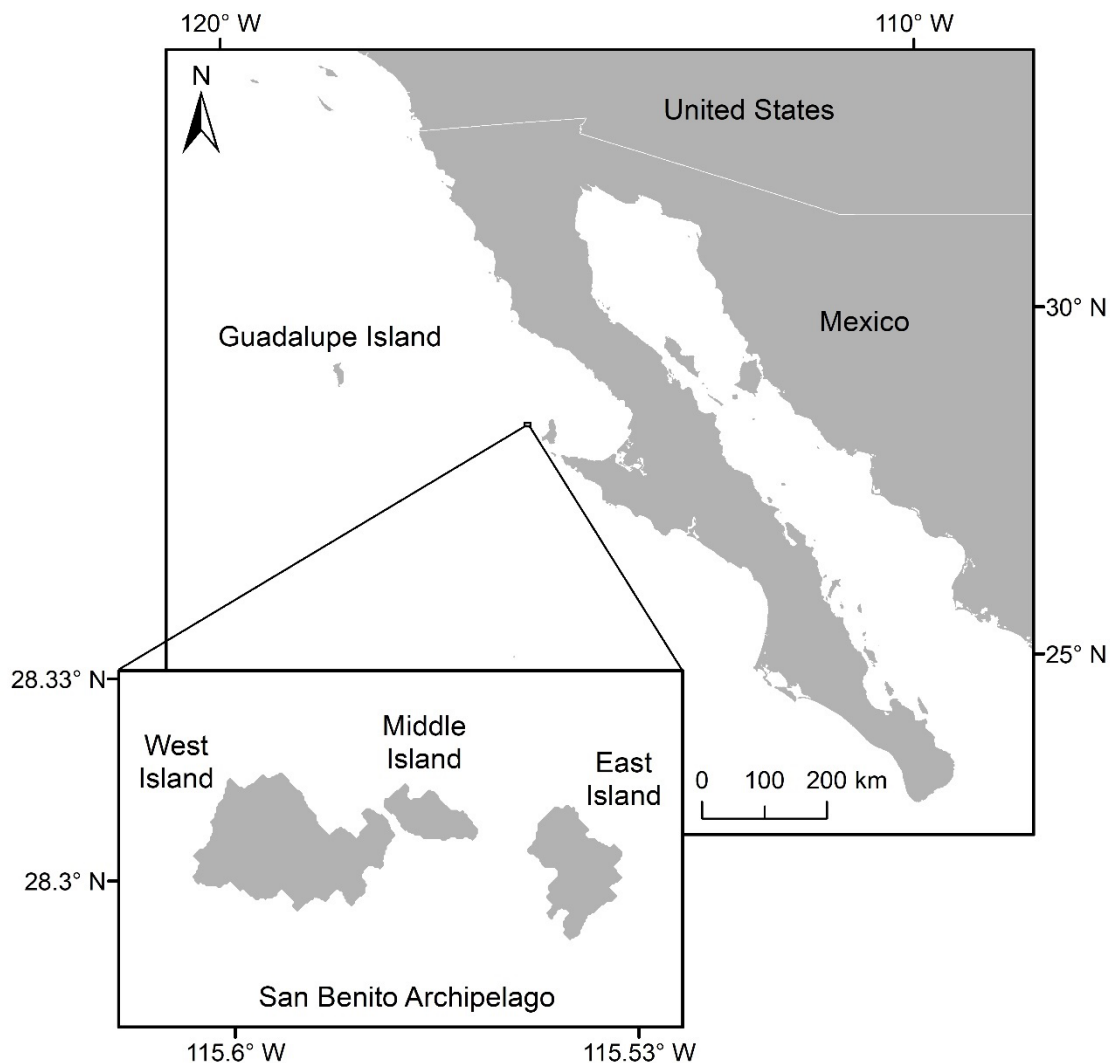 120° W
110° W
N
United States
30° N
Mexico
Guadalupe Island
25° N
28.33° N
Middle
Island
West
Island
East
Island
0 100 200 km
28.3° N
San Benito Archipelago
115.6° W
115.53° W